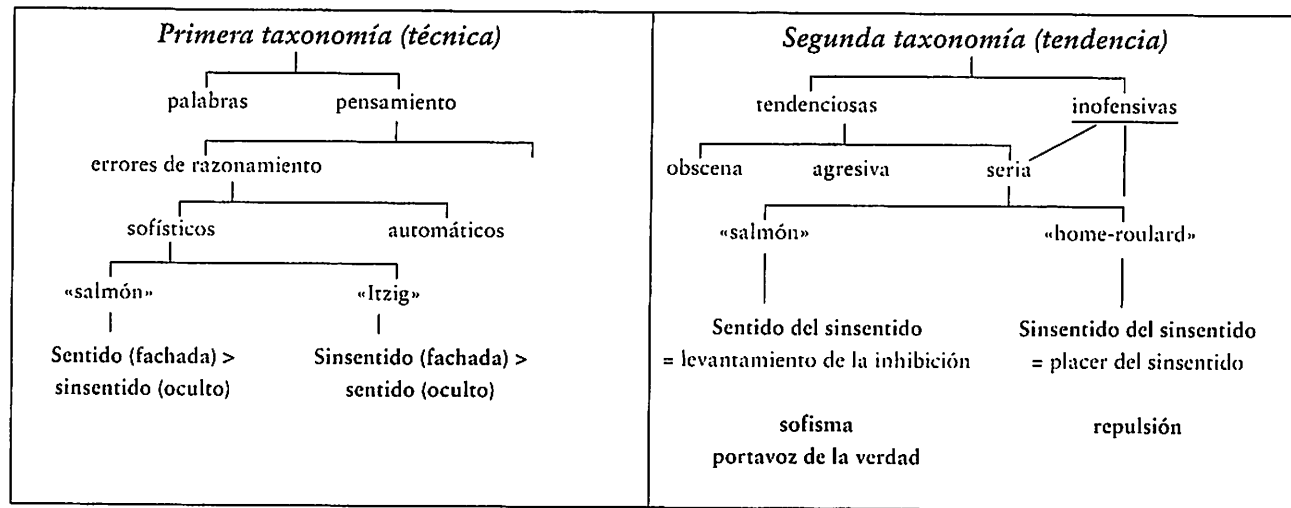 Primera taxonomía (técnica)
palabras
pensamiento
errores de razonamiento
sofísticos
automáticos
«salmón»
«Itzig»
Sentido (fachada) >
sinsentido (oculto)
Sinsentido (fachada) >
sentido (oculto)
Segunda taxonomía (tendencia)
tendenciosas
inofensivas
obscena
agresiva
seria
«salmón»
«home-roulard»
Sentido del sinsentido
= levantamiento de la inhibición
Sinsentido del sinsentido
= placer del sinsentido
sofisma
portavoz de la verdad
repulsión